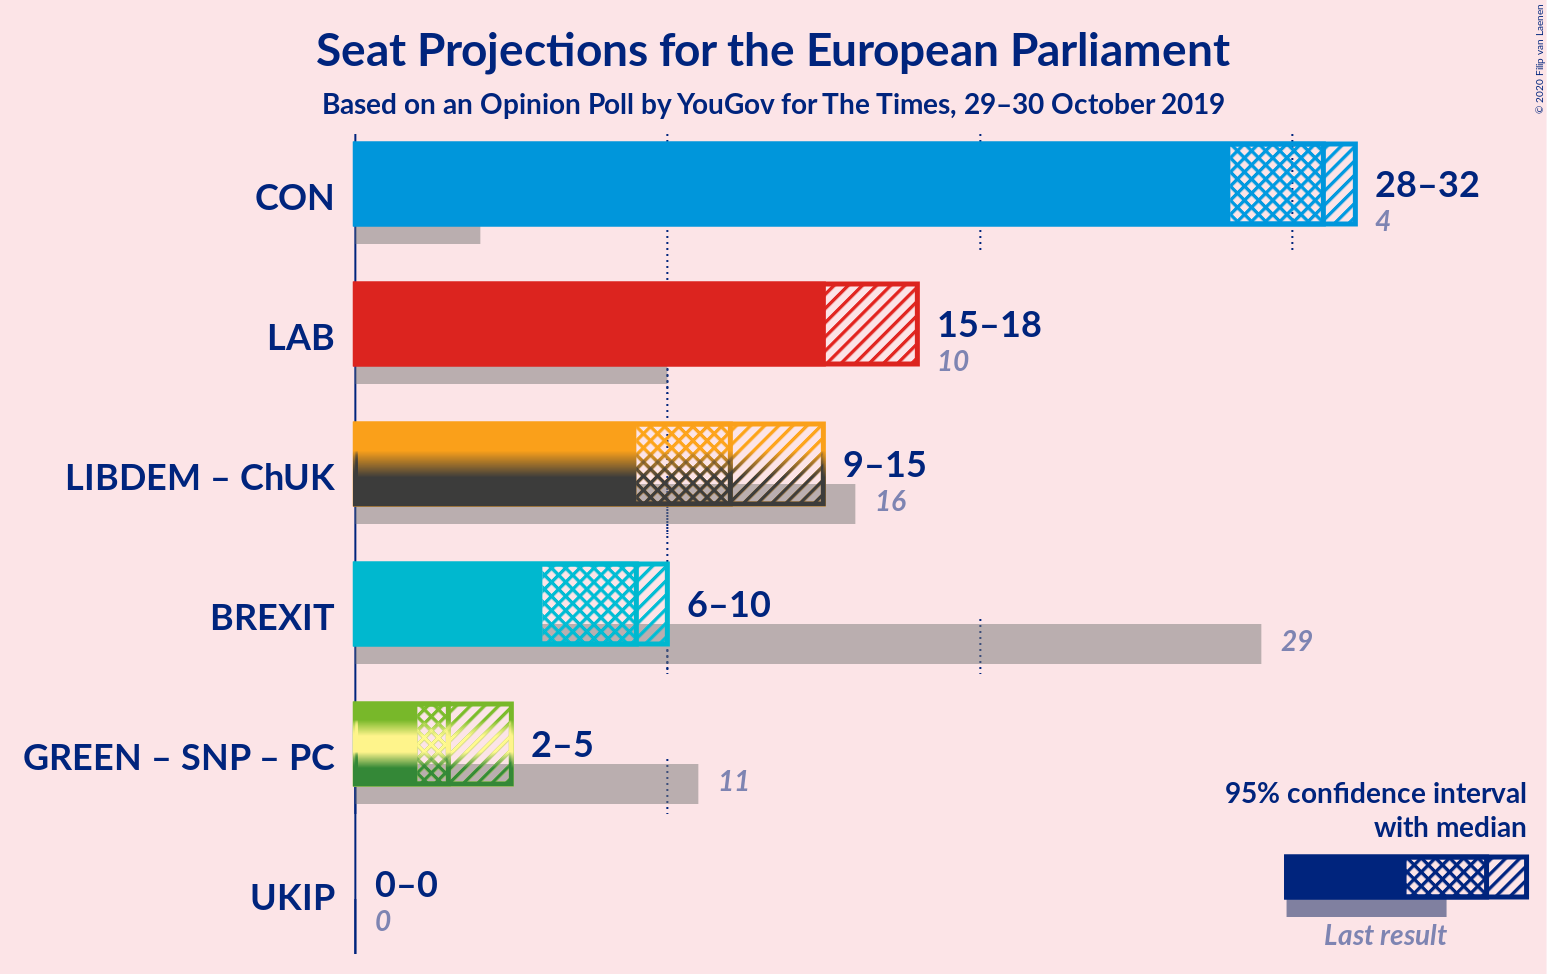 Seat Projections for the European Parliament
Based on an Opinion Poll by YouGov for The Times, 29–30 October 2019
© 2020 Filip van Laenen
CON
28–32
4
LAB
15–18
10
LIBDEM – ChUK
9–15
16
BREXIT
6–10
29
GREEN – SNP – PC
2–5
11
UKIP
0–0
0
95% confidence interval
with median
Last result